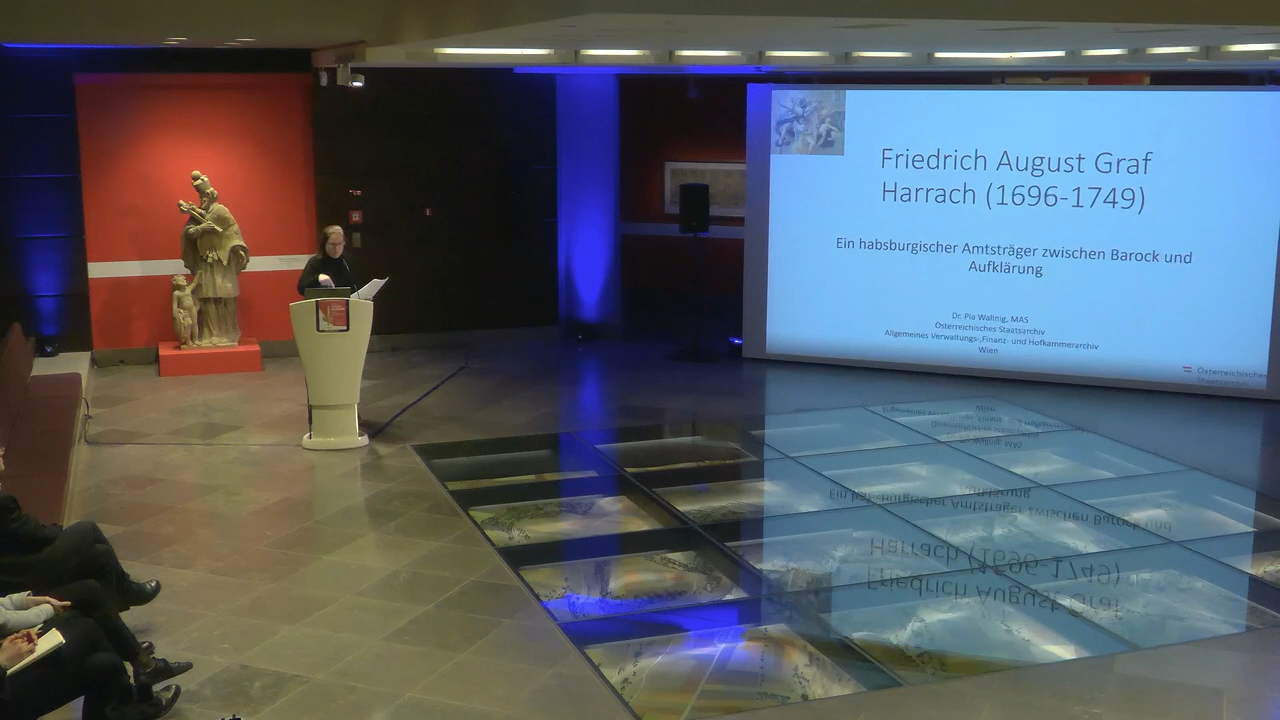 Friedrich August Graf
Harrach (1696-1749)
Ein habsburgischer Amtsträger zwischen Barock und
Aufklärung
Dr. Pia Wallnig, MAS
Österreichisches Staatsarchiv
Allgemeines Verwaltungs-,Finanz- und Hofkammerarchiv
Wien
Österreichisches
Staatsarchiv